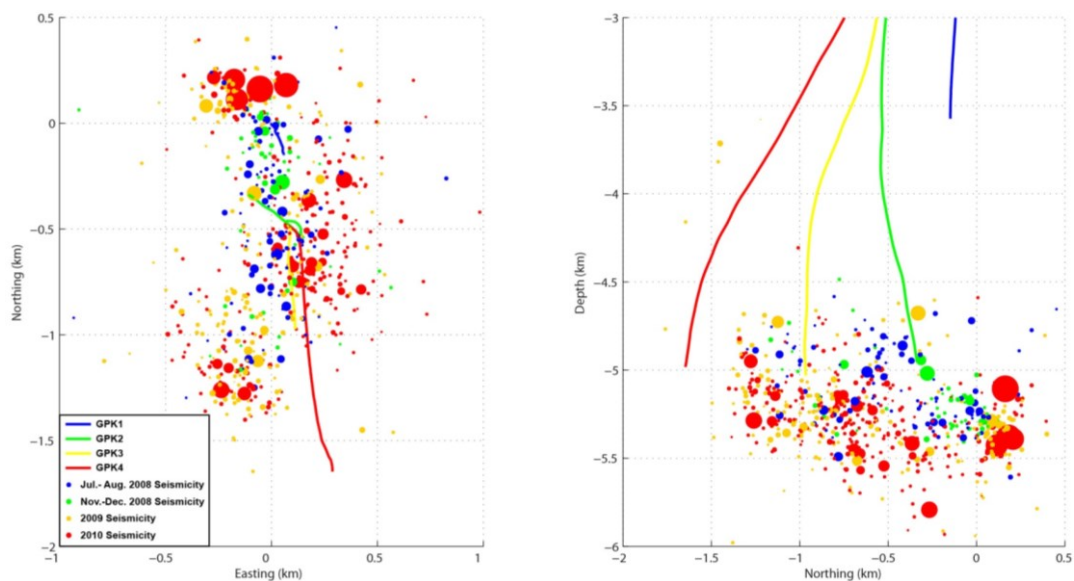 0.5
0
-0.5
-1
-1.5
-2
Northing (km)
-1
-0.5
0
0.5
1
Easting (km)
GPK1
GPK2
GPK3
GPK4
Jul.- Aug. 2008 Seismicity
Nov.-Dec. 2008 Seismicity
2009 Seismicity
2010 Seismicity
-3
-3.5
-4
-4.5
-5
-5.5
-6
Depth (km)
-2
-1.5
-1
-0.5
0
0.5
Northing (km)